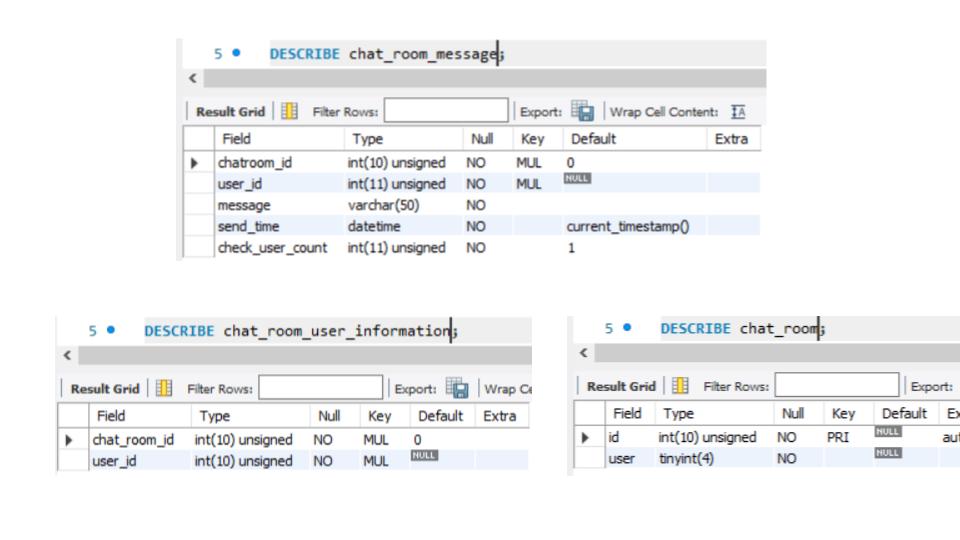 5 DESCRIBE chat_room_message;
Result Grid Filter Rows: Export: Wrap Cell Content: IA
Field Type Null Key Default Extra
chatroom_id int(10) unsigned NO MUL 0
user_id int(11) unsigned NO MUL NULL
message varchar(50) NO
send_time datetime NO current_timestamp()
check_user_count int(11) unsigned NO 1
5 DESCRIBE chat_room_user_information;
Result Grid Filter Rows: Export: Wrap Ce
Field Type Null Key Default Extra
chat_room_id int(10) unsigned NO MUL 0
user_id int(10) unsigned NO MUL NULL
5 DESCRIBE chat_room;
Result Grid Filter Rows: Export:
Field Type Null Key Default Ex
id int(10) unsigned NO PRI NULL aut
user tinyint(4) NO NULL